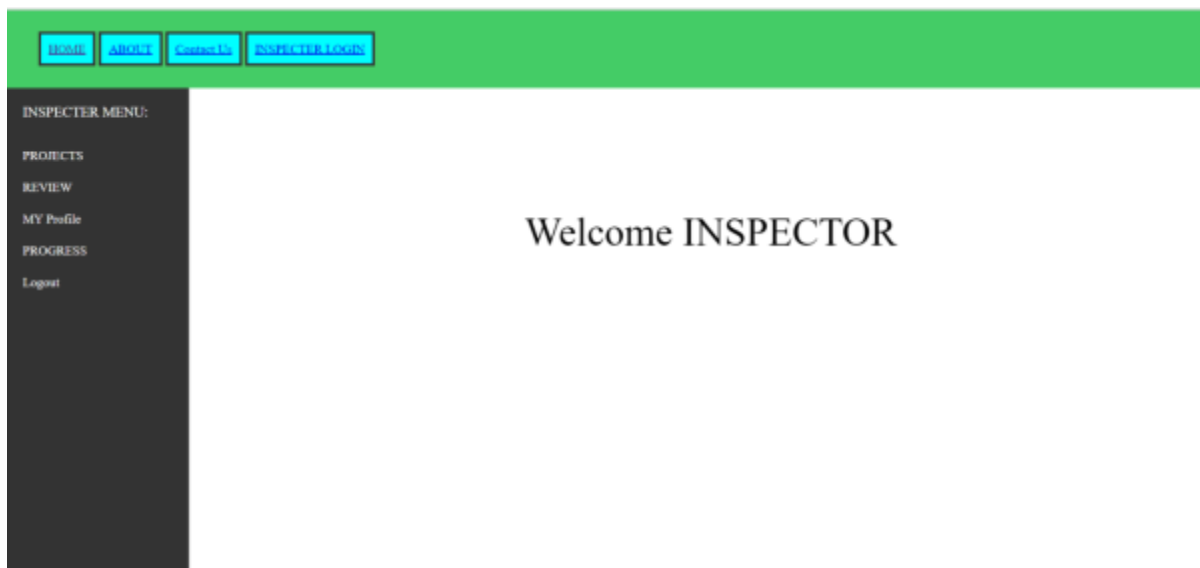 HOME ABOUT Contact Us INSPECTER LOGIN
INSPECTER MENU:
PROJECTS
REVIEW
MY Profile
PROGRESS
Logout
Welcome INSPECTOR